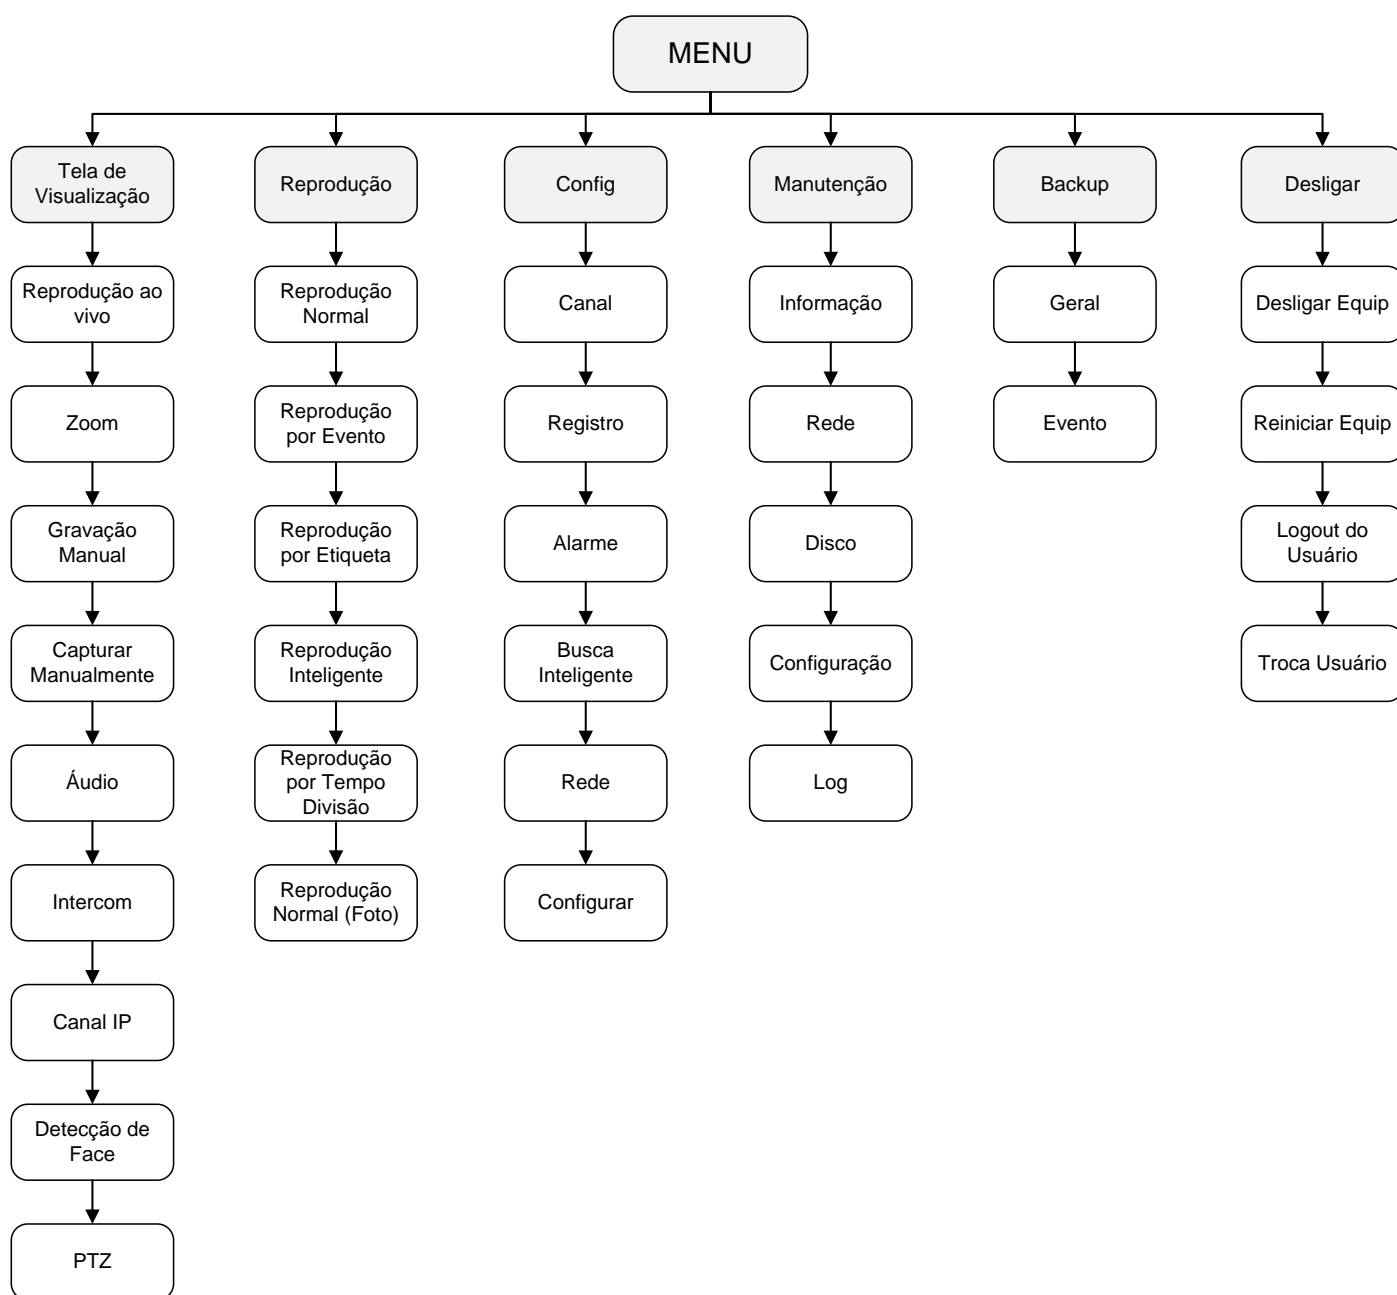 MENU
Tela de
Visualização
Reprodução
Config
Manutenção
Backup
Desligar
Reprodução ao
vivo
Reprodução
Normal
Canal
Informação
Geral
Desligar Equip
Zoom
Reprodução
por Evento
Registro
Rede
Evento
Reiniciar Equip
Gravação
Manual
Reprodução
por Etiqueta
Alarme
Disco
Logout do
Usuário
Capturar
Manualmente
Reprodução
Inteligente
Busca
Inteligente
Configuração
Troca Usuário
Áudio
Reprodução
por Tempo
Divisão
Rede
Log
Intercom
Reprodução
Normal (Foto)
Configurar
Canal IP
Detecção de
Face
PTZ